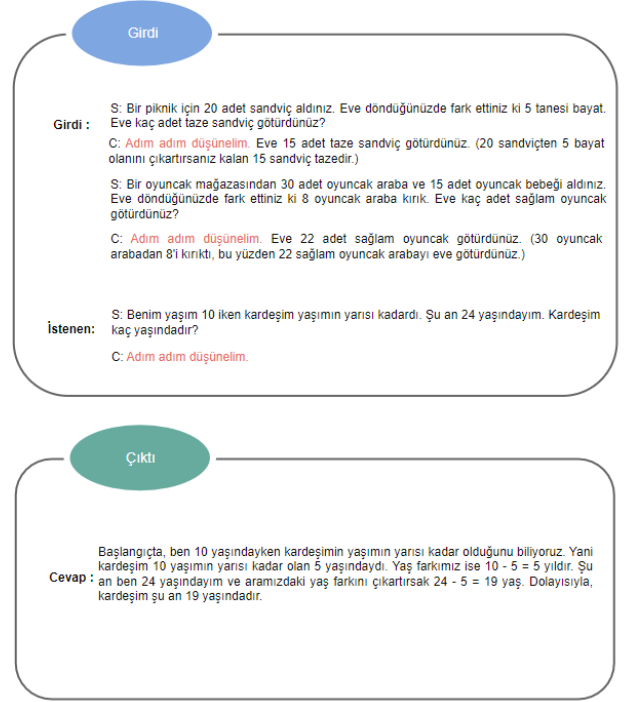 Girdi
Girdi :
S: Bir piknik için 20 adet sandviç aldınız. Eve döndüğünüzde fark ettiniz ki 5 tanesi bayat.
Eve kaç adet taze sandviç götürdünüz?
C: Adım adım düşünelim. Eve 15 adet taze sandviç götürdünüz. (20 sandviçten 5 bayat
olanını çıkartırsanız kalan 15 sandviç tazedir.)
S: Bir oyuncak mağazasından 30 adet oyuncak araba ve 15 adet oyuncak bebeği aldınız.
Eve döndüğünüzde fark ettiniz ki 8 oyuncak araba kırık. Eve kaç adet sağlam oyuncak
götürdünüz?
C: Adım adım düşünelim. Eve 22 adet sağlam oyuncak götürdünüz. (30 oyuncak
arabadan 8'i kırıktı, bu yüzden 22 sağlam oyuncak arabayı eve götürdünüz.)
İstenen:
S: Benim yaşım 10 iken kardeşim yaşımın yarısı kadardı. Şu an 24 yaşındayım. Kardeşim
kaç yaşındadır?
C: Adım adım düşünelim.
Çıktı
Cevap :
Başlangıçta, ben 10 yaşındayken kardeşimin yaşımın yarısı kadar olduğunu biliyoruz. Yani
kardeşim 10 yaşımın yarısı kadar olan 5 yaşındaydı. Yaş farkımız ise 10 - 5 = 5 yıldır. Şu
an ben 24 yaşındayım ve aramızdaki yaş farkını çıkartırsak 24 - 5 = 19 yaş. Dolayısıyla,
kardeşim şu an 19 yaşındadır.